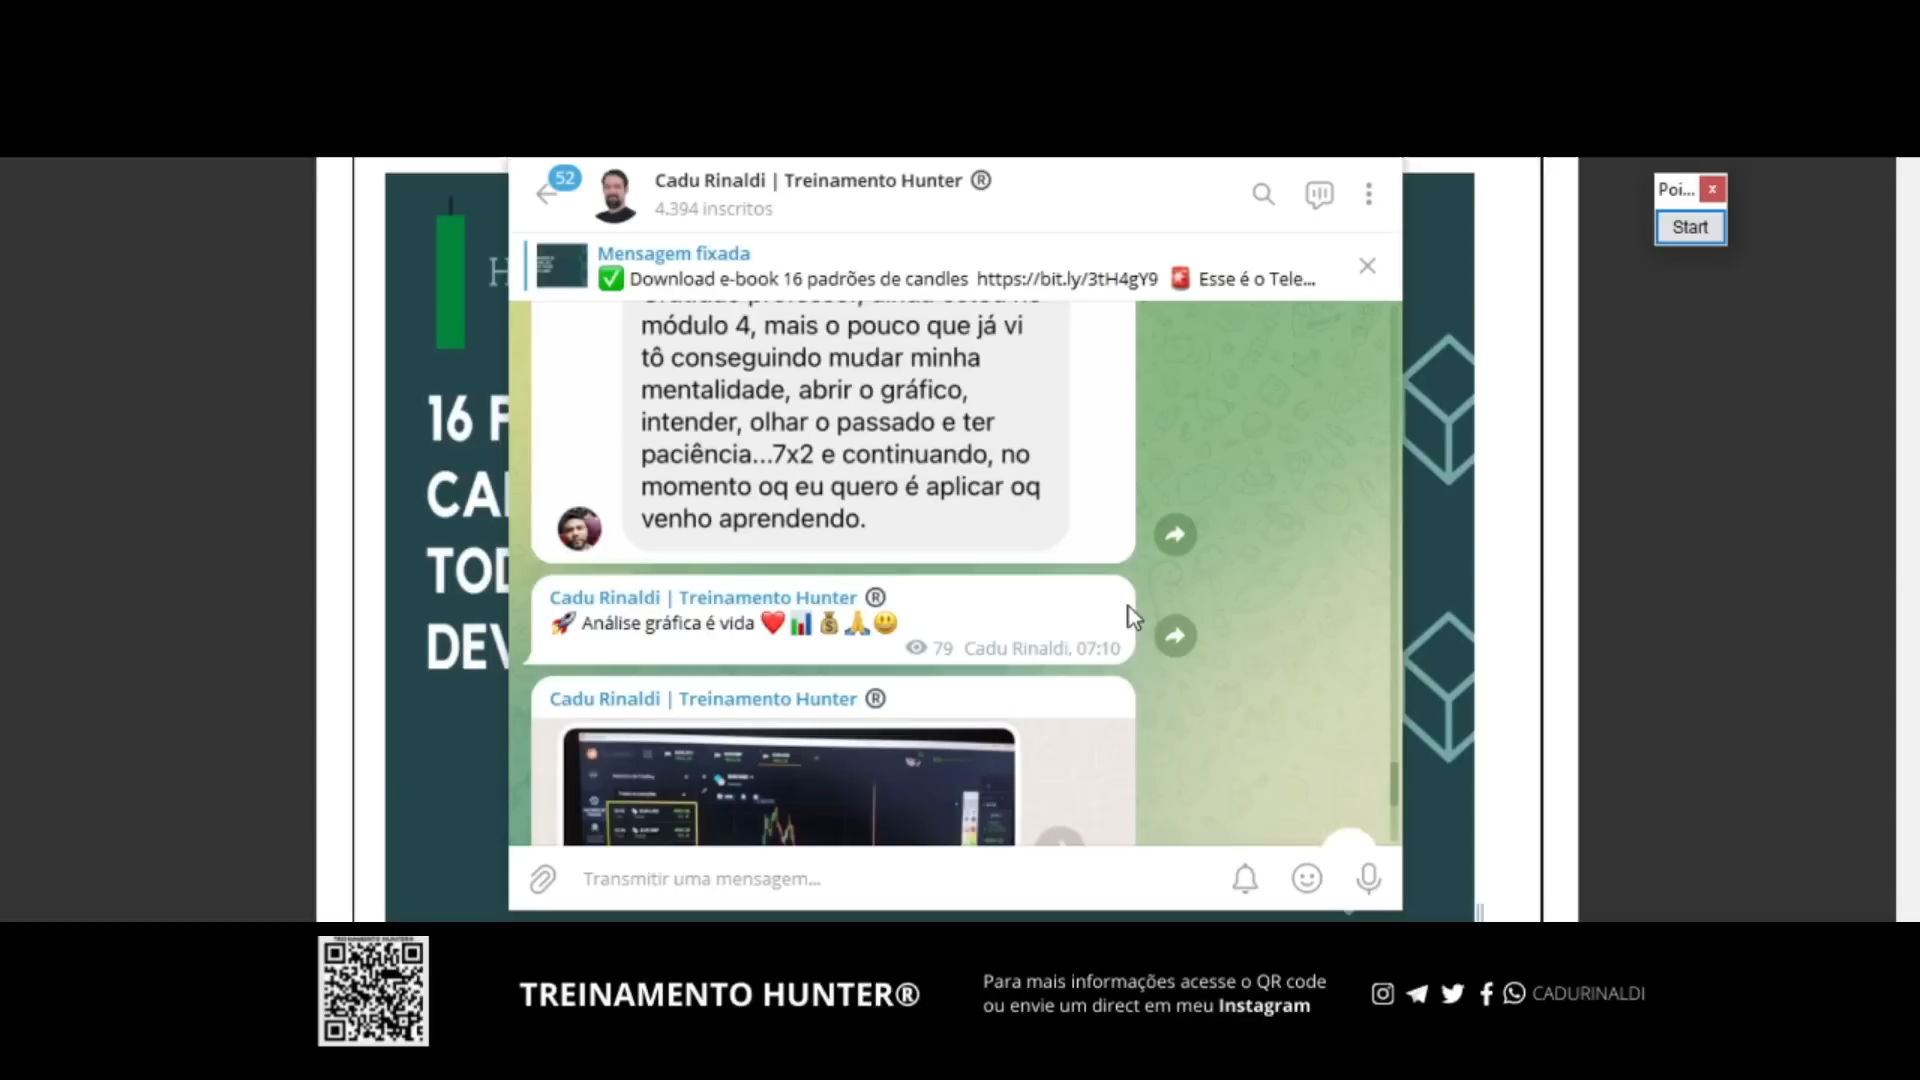 52
Cadu Rinaldi | Treinamento Hunter ®
4.394 inscritos
Poi...
Start
Mensagem fixada
✅ Download e-book 16 padrões de candles https://bit.ly/3tH4gY9 🚨 Esse é o Tele...
módulo 4, mais o pouco que já vi
tô conseguindo mudar minha
mentalidade, abrir o gráfico,
intender, olhar o passado e ter
paciência...7x2 e continuando, no
momento oq eu quero é aplicar oq
venho aprendendo.
H
16
CA
TOD
DEV
Cadu Rinaldi | Treinamento Hunter ®
🚀 Análise gráfica é vida ❤️📊💰🙏😃
79 Cadu Rinaldi, 07:10
Cadu Rinaldi | Treinamento Hunter ®
Transmitir uma mensagem...
TREINAMENTO HUNTER®
Para mais informações acesse o QR code
ou envie um direct em meu Instagram
CADURINALDI